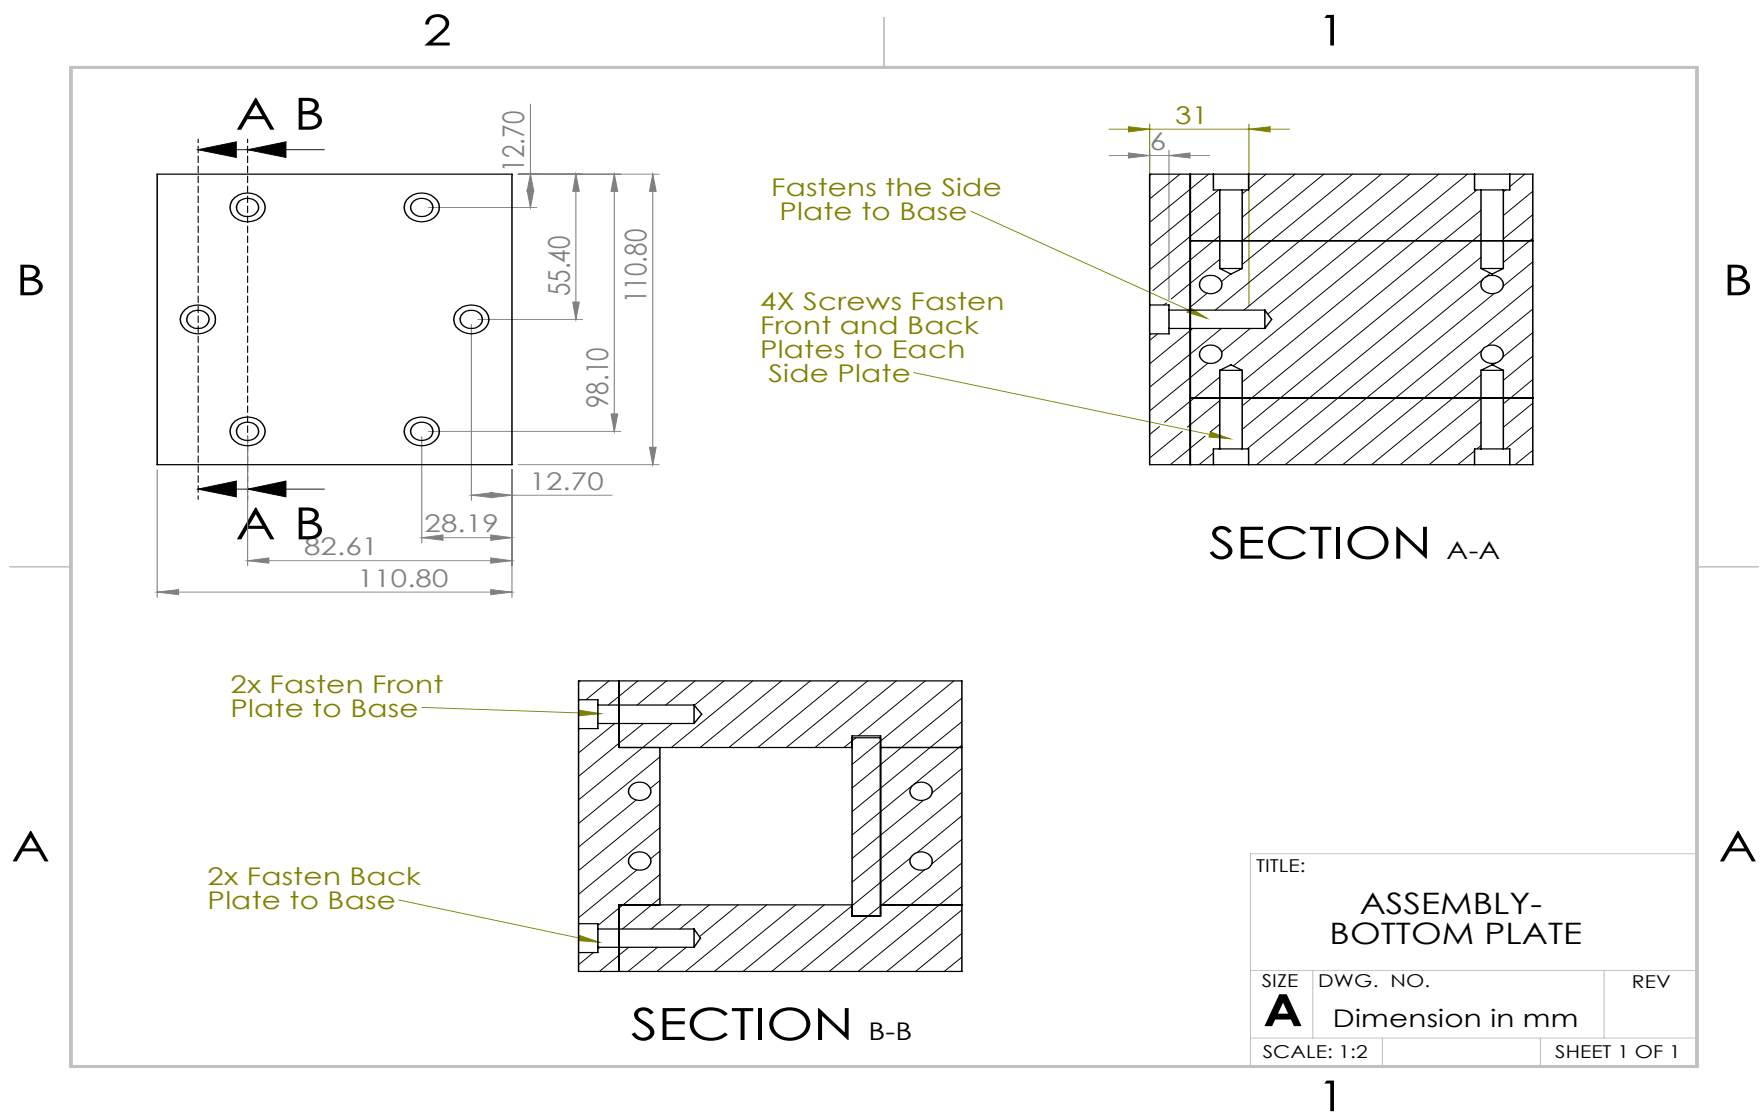 2
1
A B
12.70
55.40
110.80
98.10
A B
12.70
28.19
82.61
110.80
B
31
6
Fastens the Side
Plate to Base
4X Screws Fasten
Front and Back
Plates to Each
Side Plate
SECTION A-A
B
2x Fasten Front
Plate to Base
2x Fasten Back
Plate to Base
SECTION B-B
A
A
TITLE:
ASSEMBLY-
BOTTOM PLATE
SIZE DWG. NO. REV
A Dimension in mm
SCALE: 1:2 SHEET 1 OF 1
1